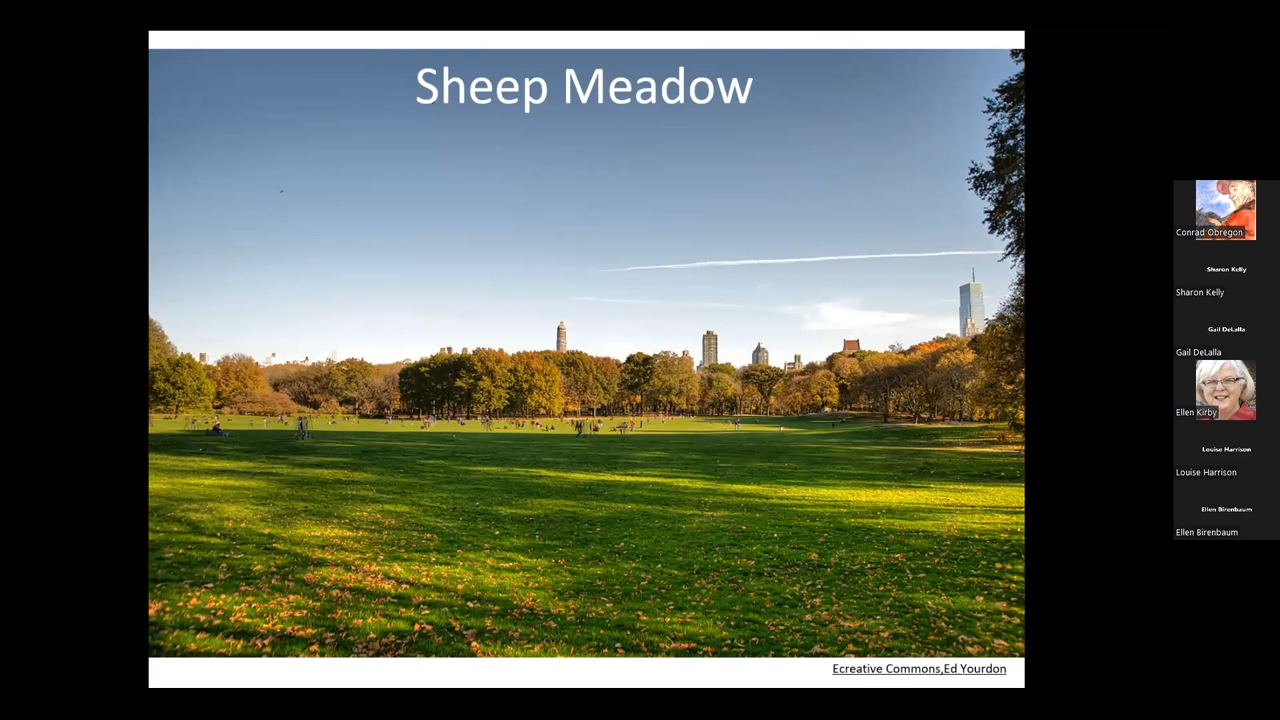 Sheep Meadow
Ecreative Commons,Ed Yourdon
Conrad Obregon
Sharon Kelly
Sharon Kelly
Gail DeLalla
Gail DeLalla
Ellen Kirby
Louise Harrison
Louise Harrison
Ellen Birenbaum
Ellen Birenbaum